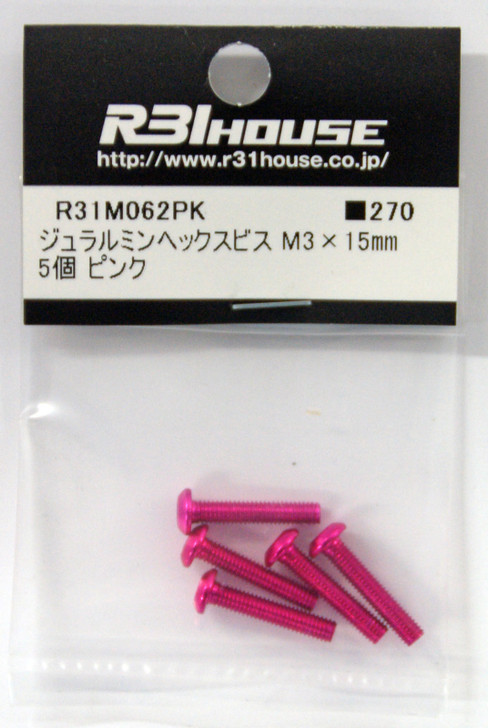 R31HOUSE
http://www.r31house.co.jp/
R31M062PK ■270
ジュラルミンヘックスビス M3×15mm
5個 ピンク